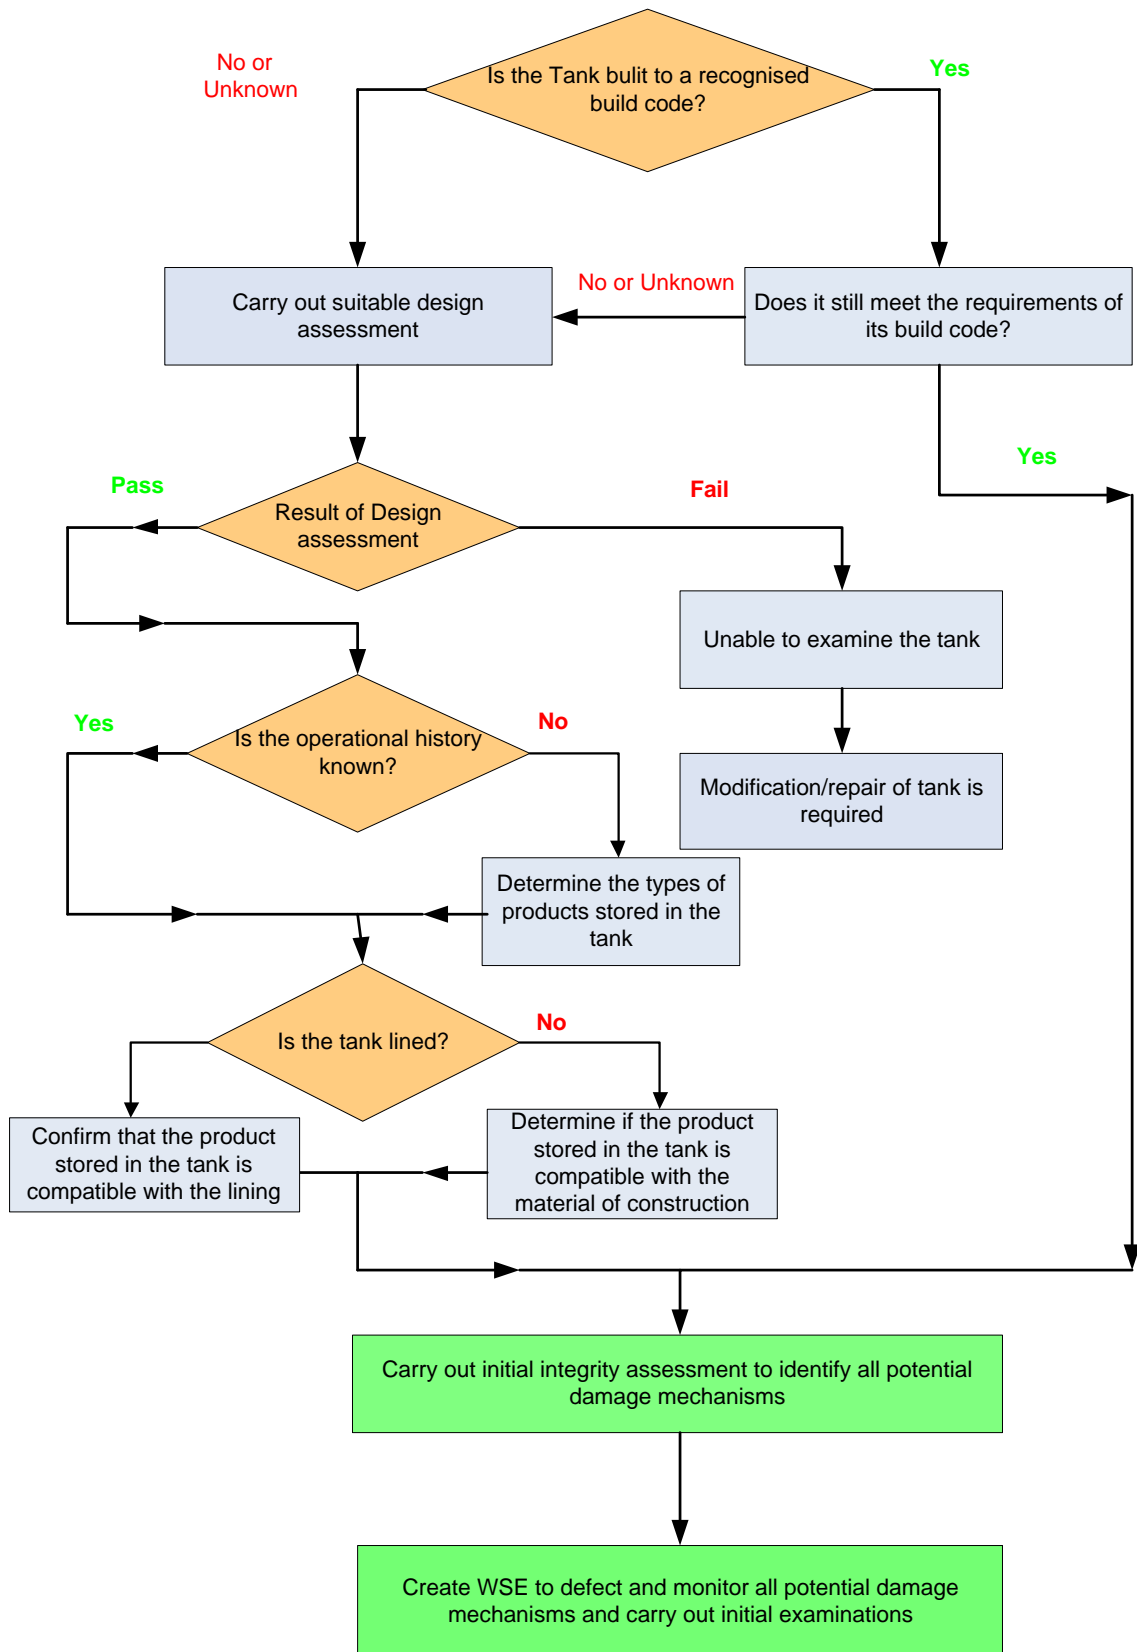 No or
Unknown
Is the Tank bulit to a recognised
build code?
Yes
Carry out suitable design
assessment
No or Unknown
Does it still meet the requirements of
its build code?
Pass
Result of Design
assessment
Fail
Yes
Unable to examine the tank
Yes
Is the operational history
known?
No
Modification/repair of tank is
required
Determine the types of
products stored in the
tank
Is the tank lined?
No
Confirm that the product
stored in the tank is
compatible with the lining
Determine if the product
stored in the tank is
compatible with the
material of construction
Carry out initial integrity assessment to identify all potential
damage mechanisms
Create WSE to defect and monitor all potential damage
mechanisms and carry out initial examinations